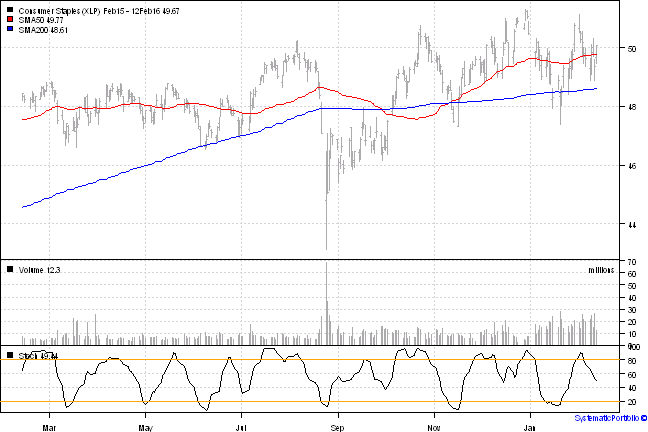 Consumer Staples (XLP) Feb15 - 12Feb16 49.67
SMA50 49.77
SMA200 48.61
50
48
46
44
Volume 12.3
millions
70
60
50
40
30
20
10
0
100
80
60
40
20
Mar May Jul Sep Nov Jan
SystematicPortfolio ©